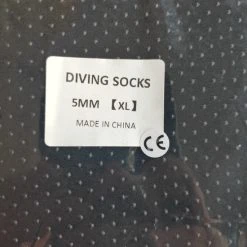 DIVING SOCKS
5MM 【XL】
MADE IN CHINA
CE